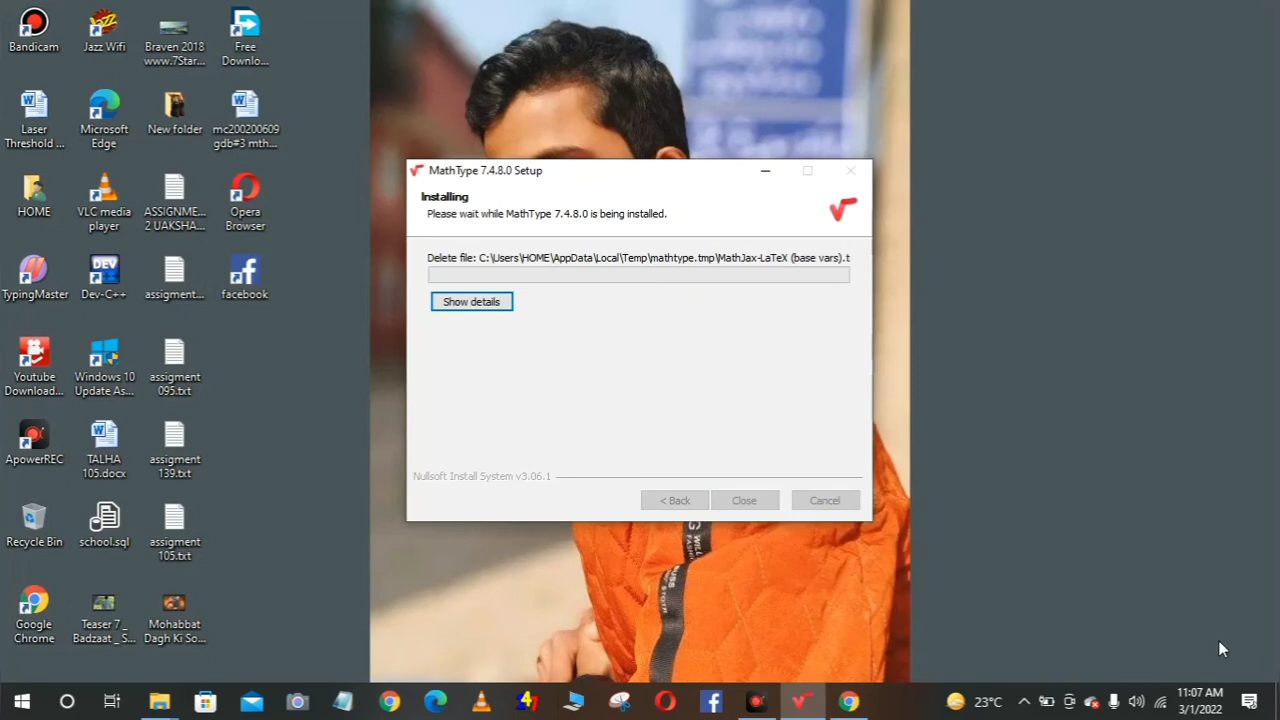 Bandicam
Jazz Wifi
Braven 2018
www.7Star...
Free
Downlo...
Laser
Threshold ...
Microsoft
Edge
New folder
mc200200609
gdb#3 mth...
HOME
VLC media
player
ASSIGNME...
2 UAKSHA...
Opera
Browser
TypingMaster
Dev-C++
assigment...
facebook
Youtube
Download...
Windows 10
Update As...
assigment
095.txt
ApowerREC
TALHA
105.docx
assigment
139.txt
Recycle Bin
school.sql
assigment
105.txt
Google
Chrome
Teaser 7 _
Badzaat _ S...
Mohabbat
Dagh Ki So...
MathType 7.4.8.0 Setup
Installing
Please wait while MathType 7.4.8.0 is being installed.
Delete file: C:\Users\HOME\AppData\Local\Temp\mathtype.tmp\MathJax-LaTeX (base vars).t
Show details
Nullsoft Install System v3.06.1
< Back
Close
Cancel
23°C
11:07 AM
3/1/2022